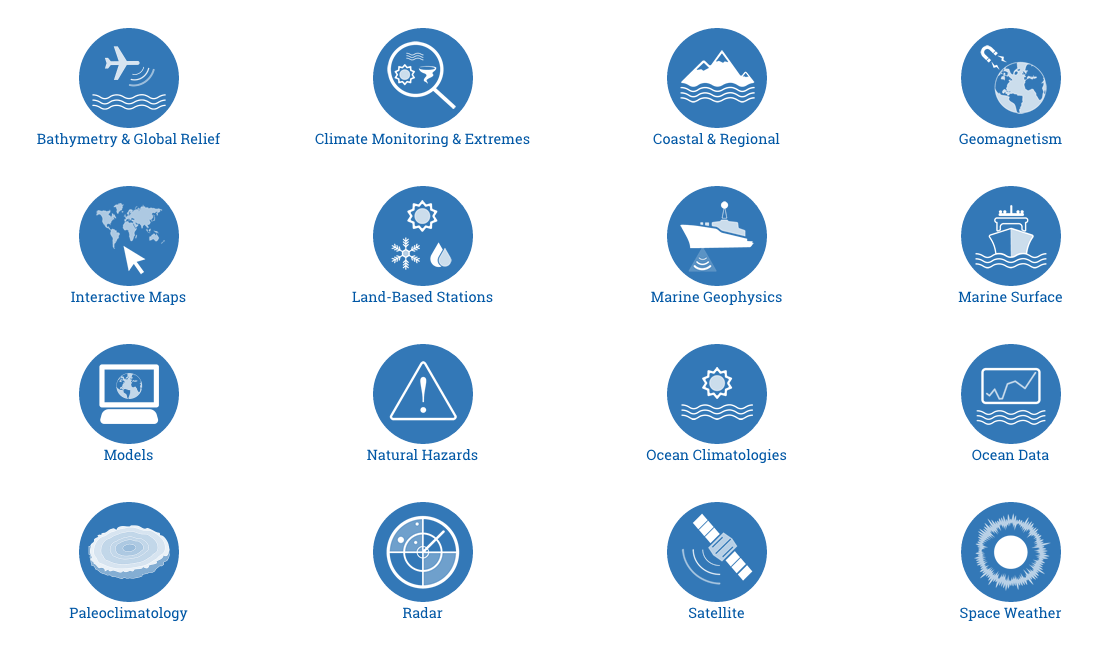 Bathymetry & Global Relief
Climate Monitoring & Extremes
Coastal & Regional
Geomagnetism
Interactive Maps
Land-Based Stations
Marine Geophysics
Marine Surface
Models
Natural Hazards
Ocean Climatologies
Ocean Data
Paleoclimatology
Radar
Satellite
Space Weather